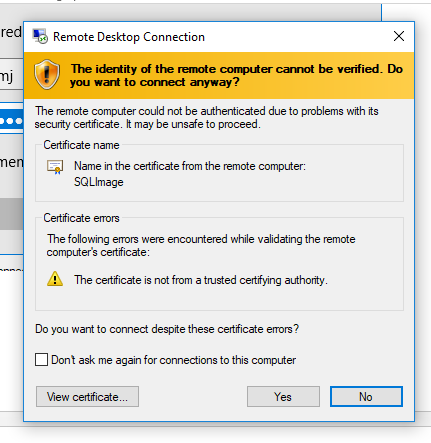 red
Remote Desktop Connection
The identity of the remote computer cannot be verified. Do
you want to connect anyway?
mj
The remote computer could not be authenticated due to problems with its
security certificate. It may be unsafe to proceed.
Certificate name
Name in the certificate from the remote computer:
SQLImage
Certificate errors
The following errors were encountered while validating the remote
computer's certificate:
The certificate is not from a trusted certifying authority.
Do you want to connect despite these certificate errors?
Don't ask me again for connections to this computer
View certificate...
Yes
No